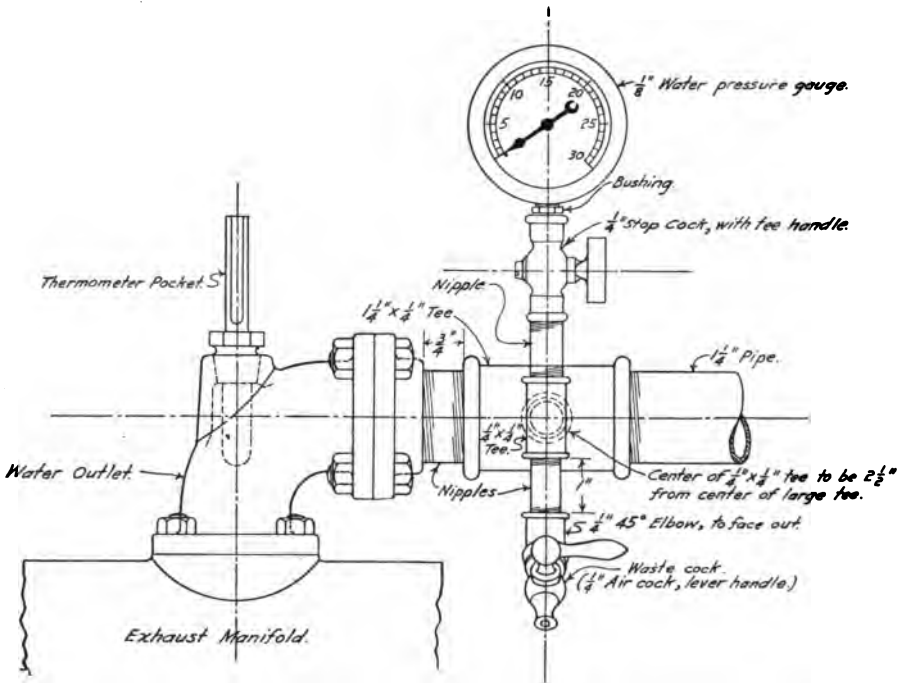 15
10
20
5
25
30
1/8" Water pressure gauge.
Bushing.
1/4" Stop Cock, with tee handle.
Thermometer Pocket.
Nipple
1 1/4" x 1/4" Tee
3/4"
1 1/4" Pipe.
1/4" x 1/4"
Tee.
Water Outlet.
Nipples
1"
Center of 1/4" x 1/4" tee to be 2 1/2"
from center of large tee.
1/4" 45° Elbow, to face out.
Waste cock.
(1/4" Air cock, lever handle.)
Exhaust Manifold.